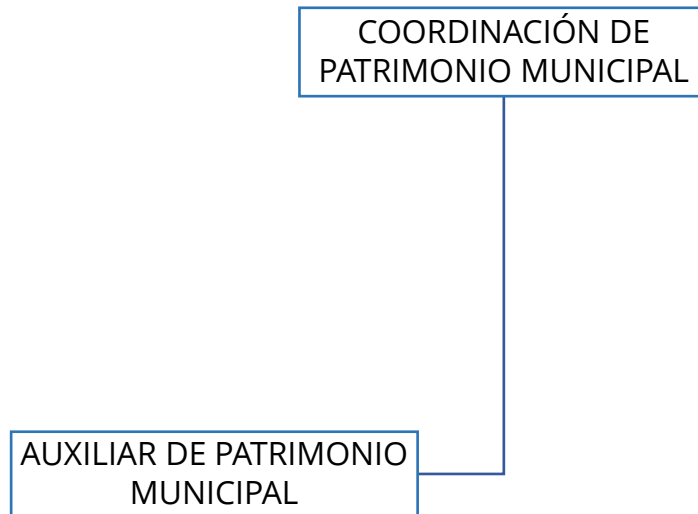 COORDINACIÓN DE
PATRIMONIO MUNICIPAL
AUXILIAR DE PATRIMONIO
MUNICIPAL